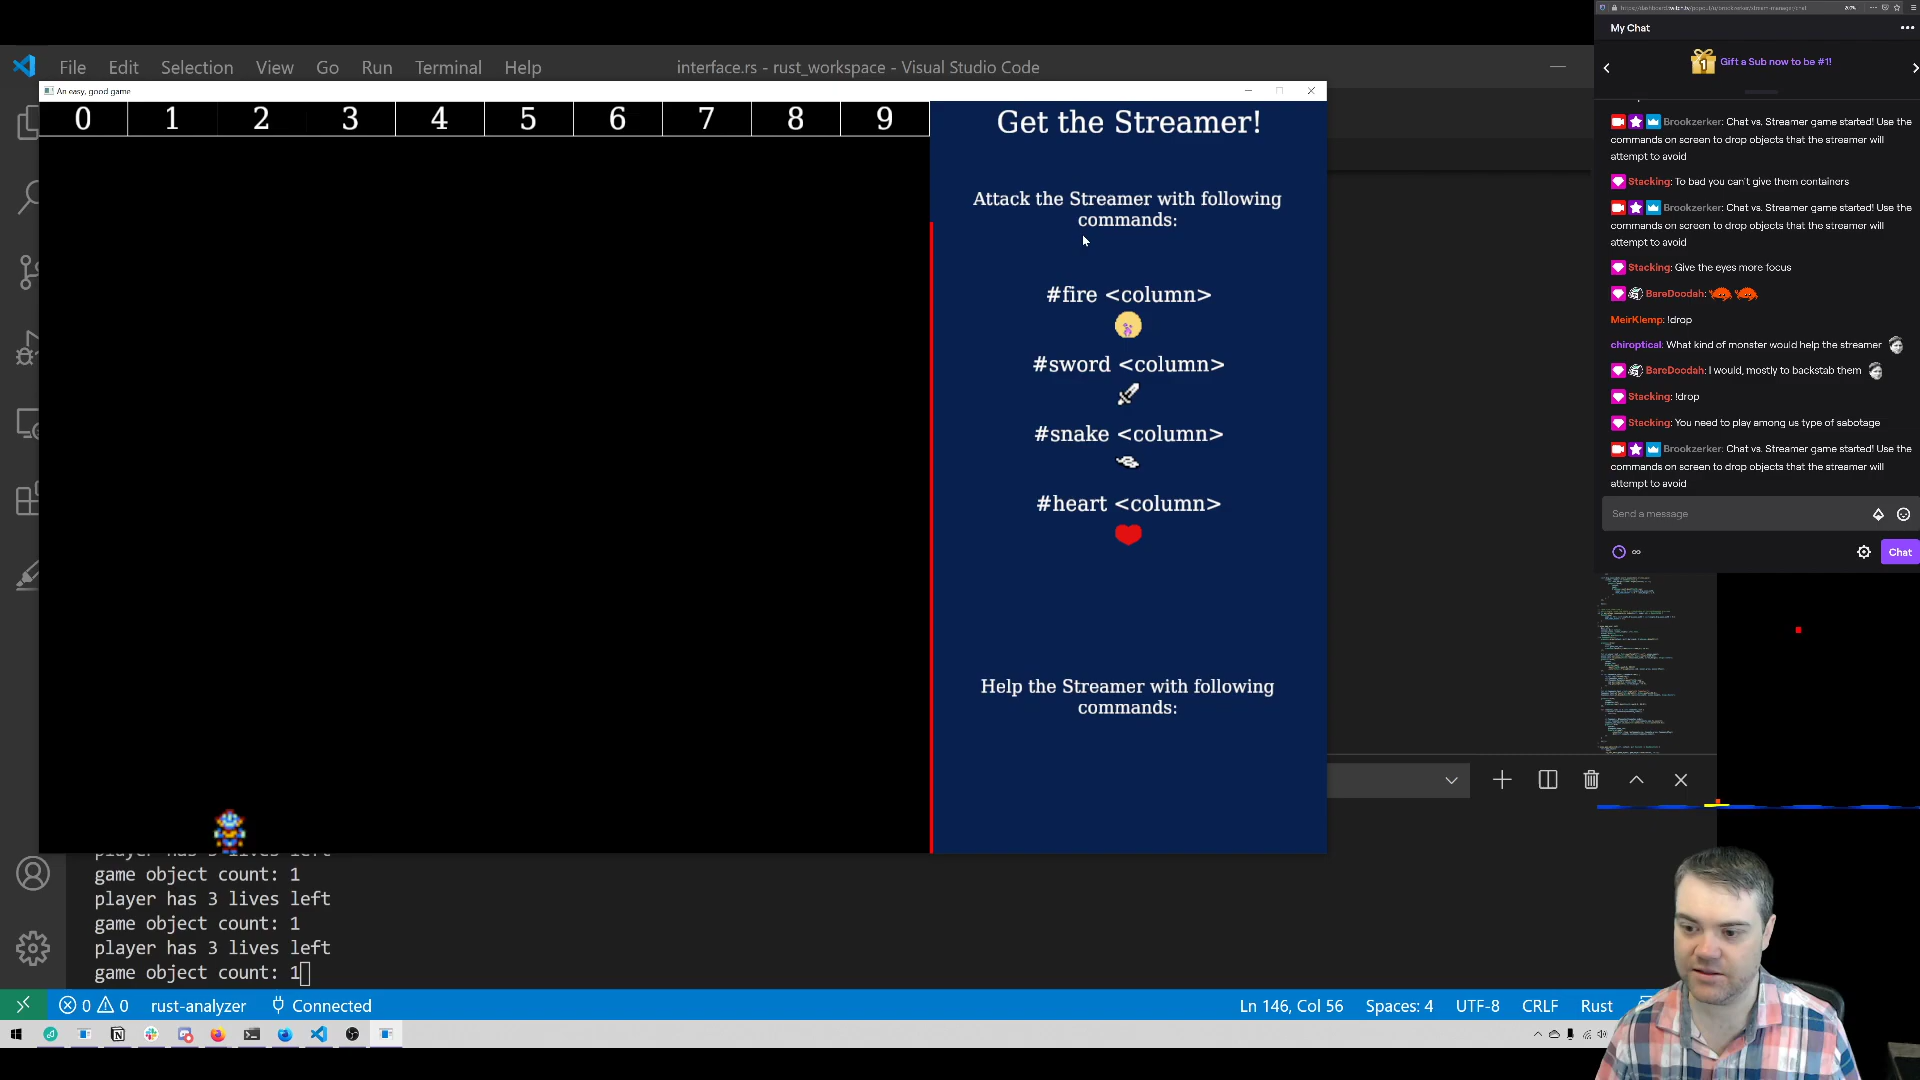 File Edit Selection View Go Run Terminal Help
interface.rs - rust_workspace - Visual Studio Code
An easy, good game
0 1 2 3 4 5 6 7 8 9
Get the Streamer!
Attack the Streamer with following
commands:
#fire <column>
#sword <column>
#snake <column>
#heart <column>
Help the Streamer with following
commands:
game object count: 1
player has 3 lives left
game object count: 1
player has 3 lives left
game object count: 1
0 0 rust-analyzer Connected
Ln 146, Col 56 Spaces: 4 UTF-8 CRLF Rust
My Chat
1
Gift a Sub now to be #1!
Brookzerker: Chat vs. Streamer game started! Use the
commands on screen to drop objects that the streamer will
attempt to avoid
Stacking: To bad you can't give them containers
Brookzerker: Chat vs. Streamer game started! Use the
commands on screen to drop objects that the streamer will
attempt to avoid
Stacking: Give the eyes more focus
BareDoodah:
MeirKlemp: !drop
chiroptical: What kind of monster would help the streamer
BareDoodah: I would, mostly to backstab them
Stacking: !drop
Stacking: You need to play among us type of sabotage
Brookzerker: Chat vs. Streamer game started! Use the
commands on screen to drop objects that the streamer will
attempt to avoid
Send a message
∞
Chat